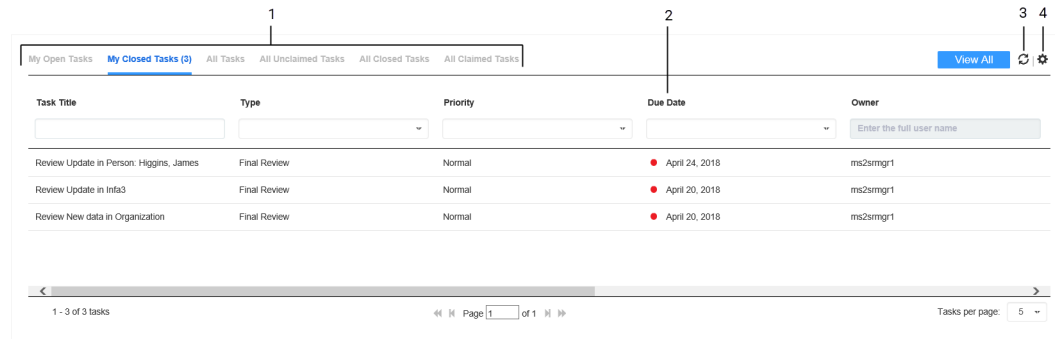 1 2 3 4
My Open Tasks My Closed Tasks (3) All Tasks All Unclaimed Tasks All Closed Tasks All Claimed Tasks View All
Task Title Type Priority Due Date Owner
Enter the full user name
Review Update in Person: Higgins, James Final Review Normal April 24, 2018 ms2srmgr1
Review Update in Infa3 Final Review Normal April 20, 2018 ms2srmgr1
Review New data in Organization Final Review Normal April 20, 2018 ms2srmgr1
1 - 3 of 3 tasks Page 1 of 1 Tasks per page: 5